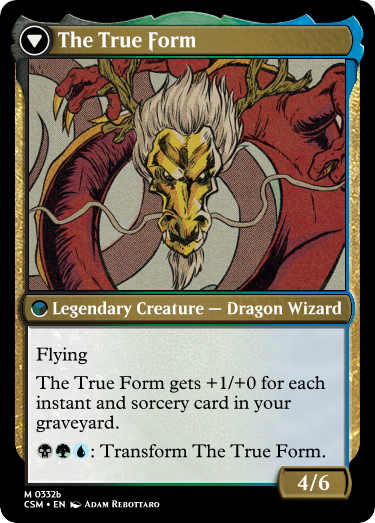 The True Form
Legendary Creature — Dragon Wizard
Flying
The True Form gets +1/+0 for each
instant and sorcery card in your
graveyard.
: Transform The True Form.
4/6
M 0332b
CSM • EN Adam Rebottaro